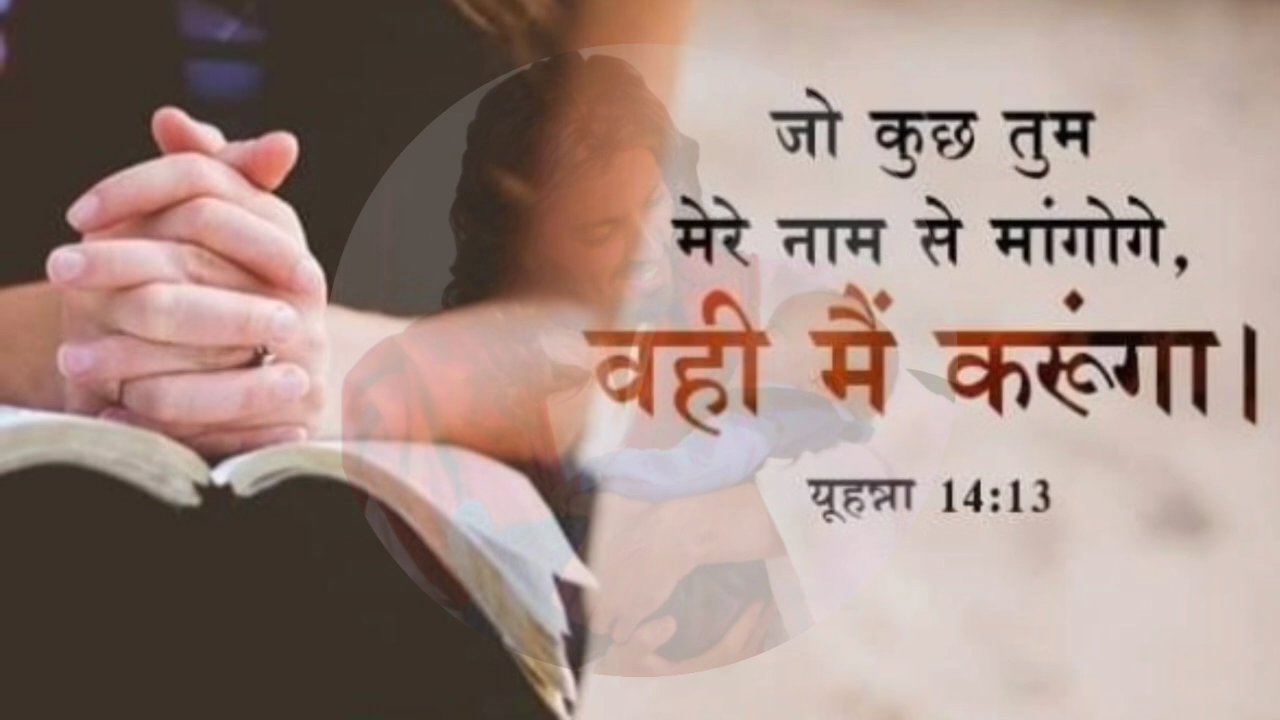 जो कुछ तुम
मेरे नाम से मांगोगे,
वही मैं करूंगा।
यूहन्ना 14:13